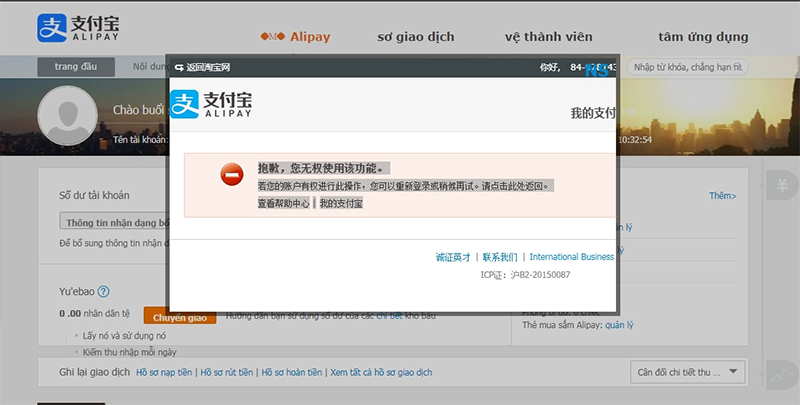 支付宝
ALIPAY
Alipay sơ giao dịch vệ thành viên tâm ứng dụng
trang đầu Nội dun
Nhập từ khóa, chẳng hạn
Chào buổi
Tên tài khoản:
10:32:54
返回淘宝网 你好, 84-
NS
支付宝
ALIPAY
我的支付
抱歉，您无权使用该功能。
若您的账户有权进行此操作，您可以重新登录或稍候再试。请点击此处返回。
查看帮助中心 | 我的支付宝
诚征英才 | 联系我们 | International Business
ICP证：沪B2-20150087
Số dư tài khoản
Thêm>
Thông tin nhận dạng bổ
Để bổ sung thông tin nhận d
lý
lý
Yu'ebao ?
0 .00 nhân dân tệ Chuyển giao Hướng dẫn bạn sử dụng số dư của các chi tiết kho báu
Lấy nó và sử dụng nó
Kiếm thu nhập mỗi ngày
Thẻ mua sắm Alipay: quản lý
Ghi lại giao dịch Hồ sơ nạp tiền | Hồ sơ rút tiền | Hồ sơ hoàn tiền | Xem tất cả hồ sơ giao dịch
Cân đối chi tiết thu ...